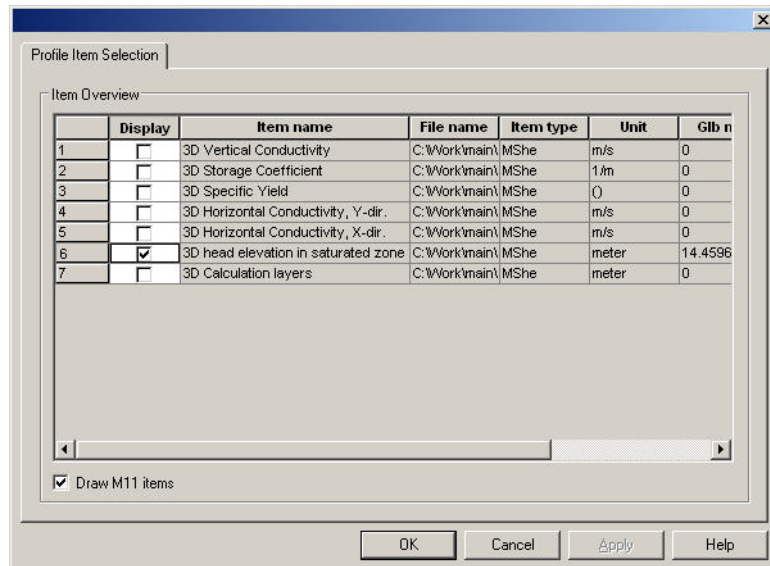 Profile Item Selection
Item Overview
Display Item name File name Item type Unit Glb n
1 3D Vertical Conductivity C:\Work\main\ MShe m/s 0
2 3D Storage Coefficient C:\Work\main\ MShe 1/m 0
3 3D Specific Yield C:\Work\main\ MShe () 0
4 3D Horizontal Conductivity, Y-dir. C:\Work\main\ MShe m/s 0
5 3D Horizontal Conductivity, X-dir. C:\Work\main\ MShe m/s 0
6 3D head elevation in saturated zone C:\Work\main\ MShe meter 14.4596
7 3D Calculation layers C:\Work\main\ MShe meter 0
Draw M11 items
OK Cancel Apply Help